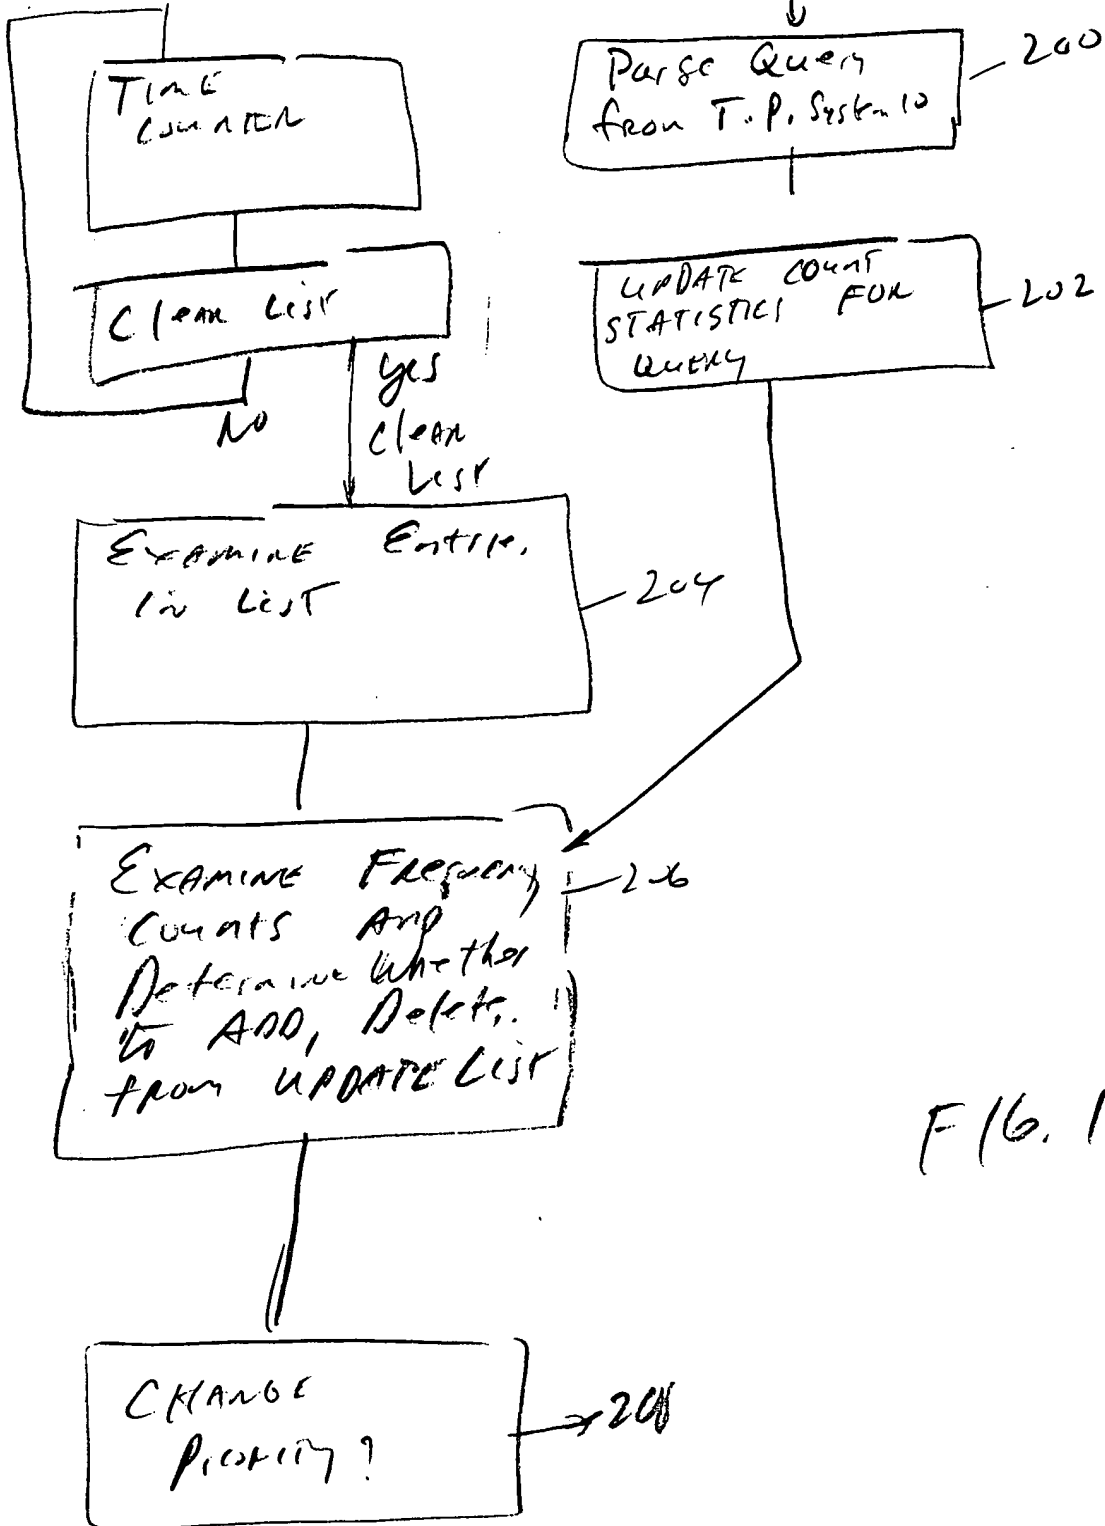 TIME
COUNTER
Clear List
NO
yes
Clear
List
Parse Query
from T.P. System 10
200
UPDATE COUNT
STATISTICS FOR
QUERY
202
EXAMINE Entries
in LIST
204
EXAMINE Frequency
Counts AND
Determine Whether
to ADD, Delete,
from UPDATE List
206
CHANGE
Priority?
208
FIG. 1